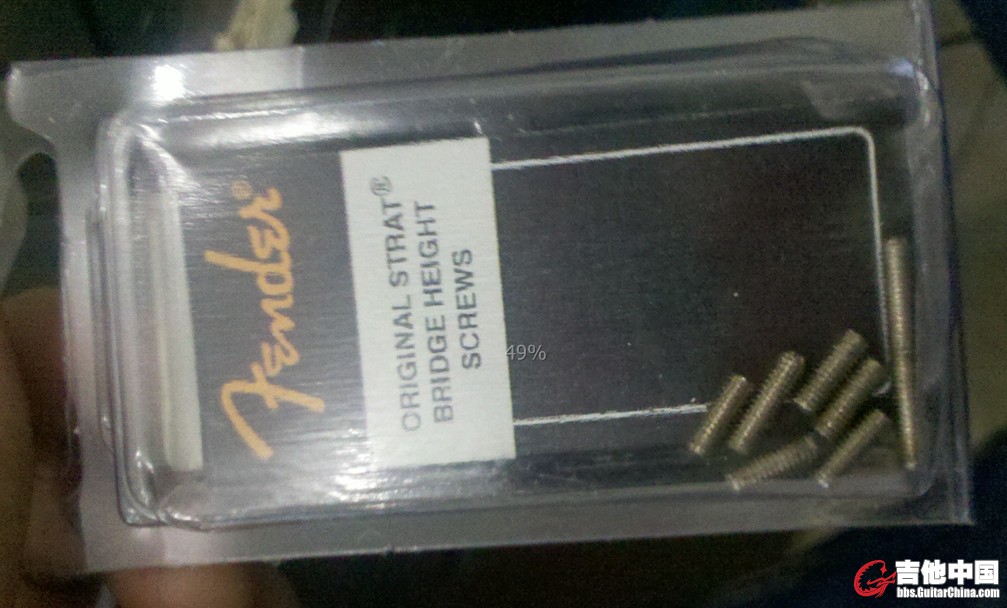 Fender®
ORIGINAL STRAT®
BRIDGE HEIGHT
SCREWS
49%
吉他中国
bbs.GuitarChina.com